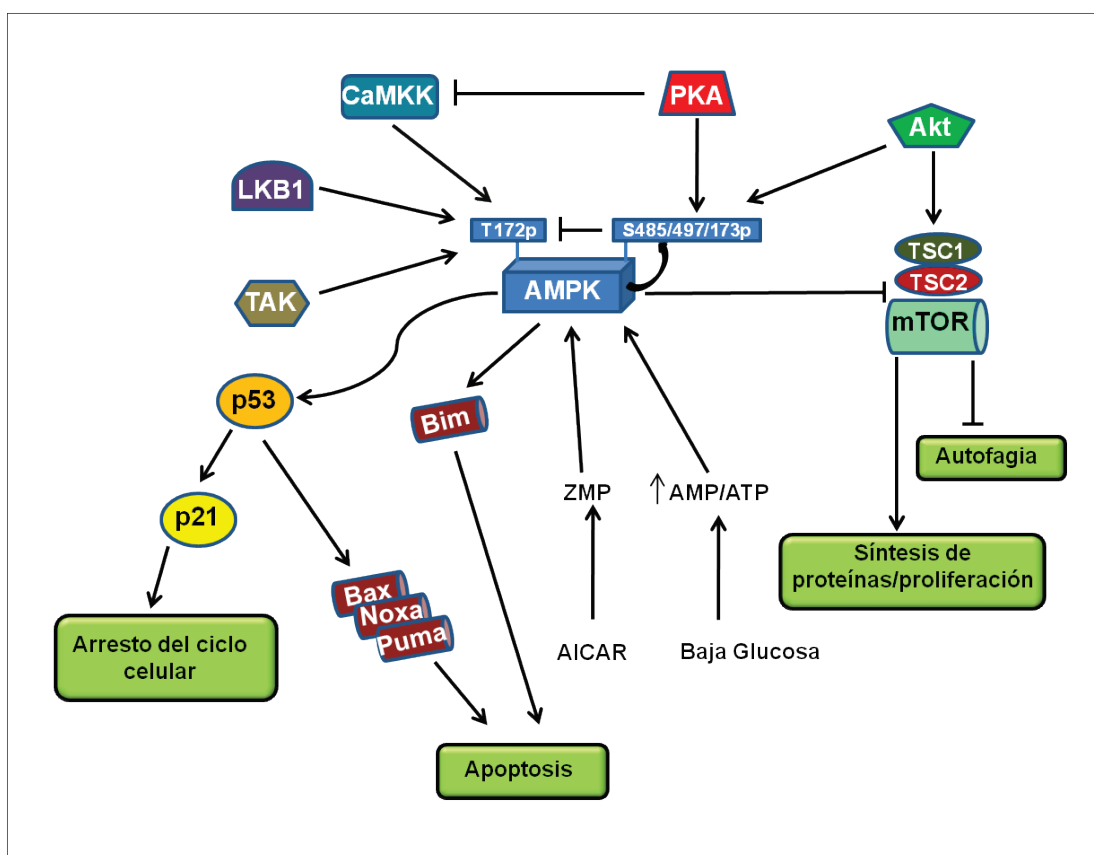 CaMKK
PKA
Akt
LKB1
T172p
S485/497/173p
TSC1
TSC2
TAK
AMPK
mTOR
p53
Bim
Autofagia
ZMP
↑ AMP/ATP
p21
Síntesis de
proteínas/proliferación
Bax
Noxa
Puma
Arresto del ciclo
celular
AICAR
Baja Glucosa
Apoptosis